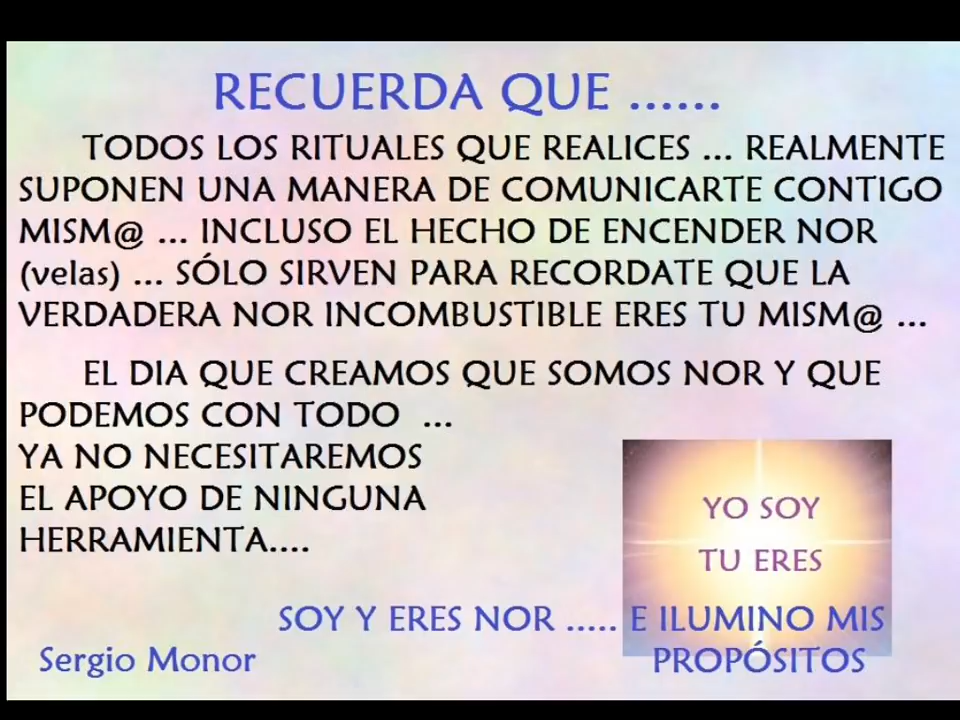 RECUERDA QUE ......
TODOS LOS RITUALES QUE REALICES ... REALMENTE
SUPONEN UNA MANERA DE COMUNICARTE CONTIGO
MISM@ ... INCLUSO EL HECHO DE ENCENDER NOR
(velas) ... SÓLO SIRVEN PARA RECORDATE QUE LA
VERDADERA NOR INCOMBUSTIBLE ERES TU MISM@ ...
EL DIA QUE CREAMOS QUE SOMOS NOR Y QUE
PODEMOS CON TODO ...
YA NO NECESITAREMOS
EL APOYO DE NINGUNA
HERRAMIENTA....
YO SOY
TU ERES
SOY Y ERES NOR ..... E ILUMINO MIS
PROPÓSITOS
Sergio Monor